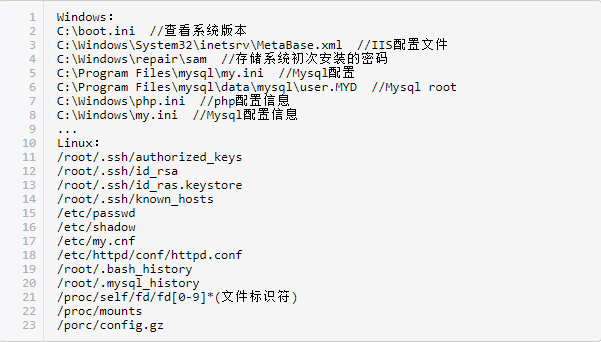 1 Windows:
2 C:\boot.ini  //查看系统版本
3 C:\Windows\System32\inetsrv\MetaBase.xml  //IIS配置文件
4 C:\Windows\repair\sam  //存储系统初次安装的密码
5 C:\Program Files\mysql\my.ini  //Mysql配置
6 C:\Program Files\mysql\data\mysql\user.MYD  //Mysql root
7 C:\Windows\php.ini  //php配置信息
8 C:\Windows\my.ini  //Mysql配置信息
9 ...
10 Linux:
11 /root/.ssh/authorized_keys
12 /root/.ssh/id_rsa
13 /root/.ssh/id_ras.keystore
14 /root/.ssh/known_hosts
15 /etc/passwd
16 /etc/shadow
17 /etc/my.cnf
18 /etc/httpd/conf/httpd.conf
19 /root/.bash_history
20 /root/.mysql_history
21 /proc/self/fd/fd[0-9]*(文件标识符)
22 /proc/mounts
23 /porc/config.gz